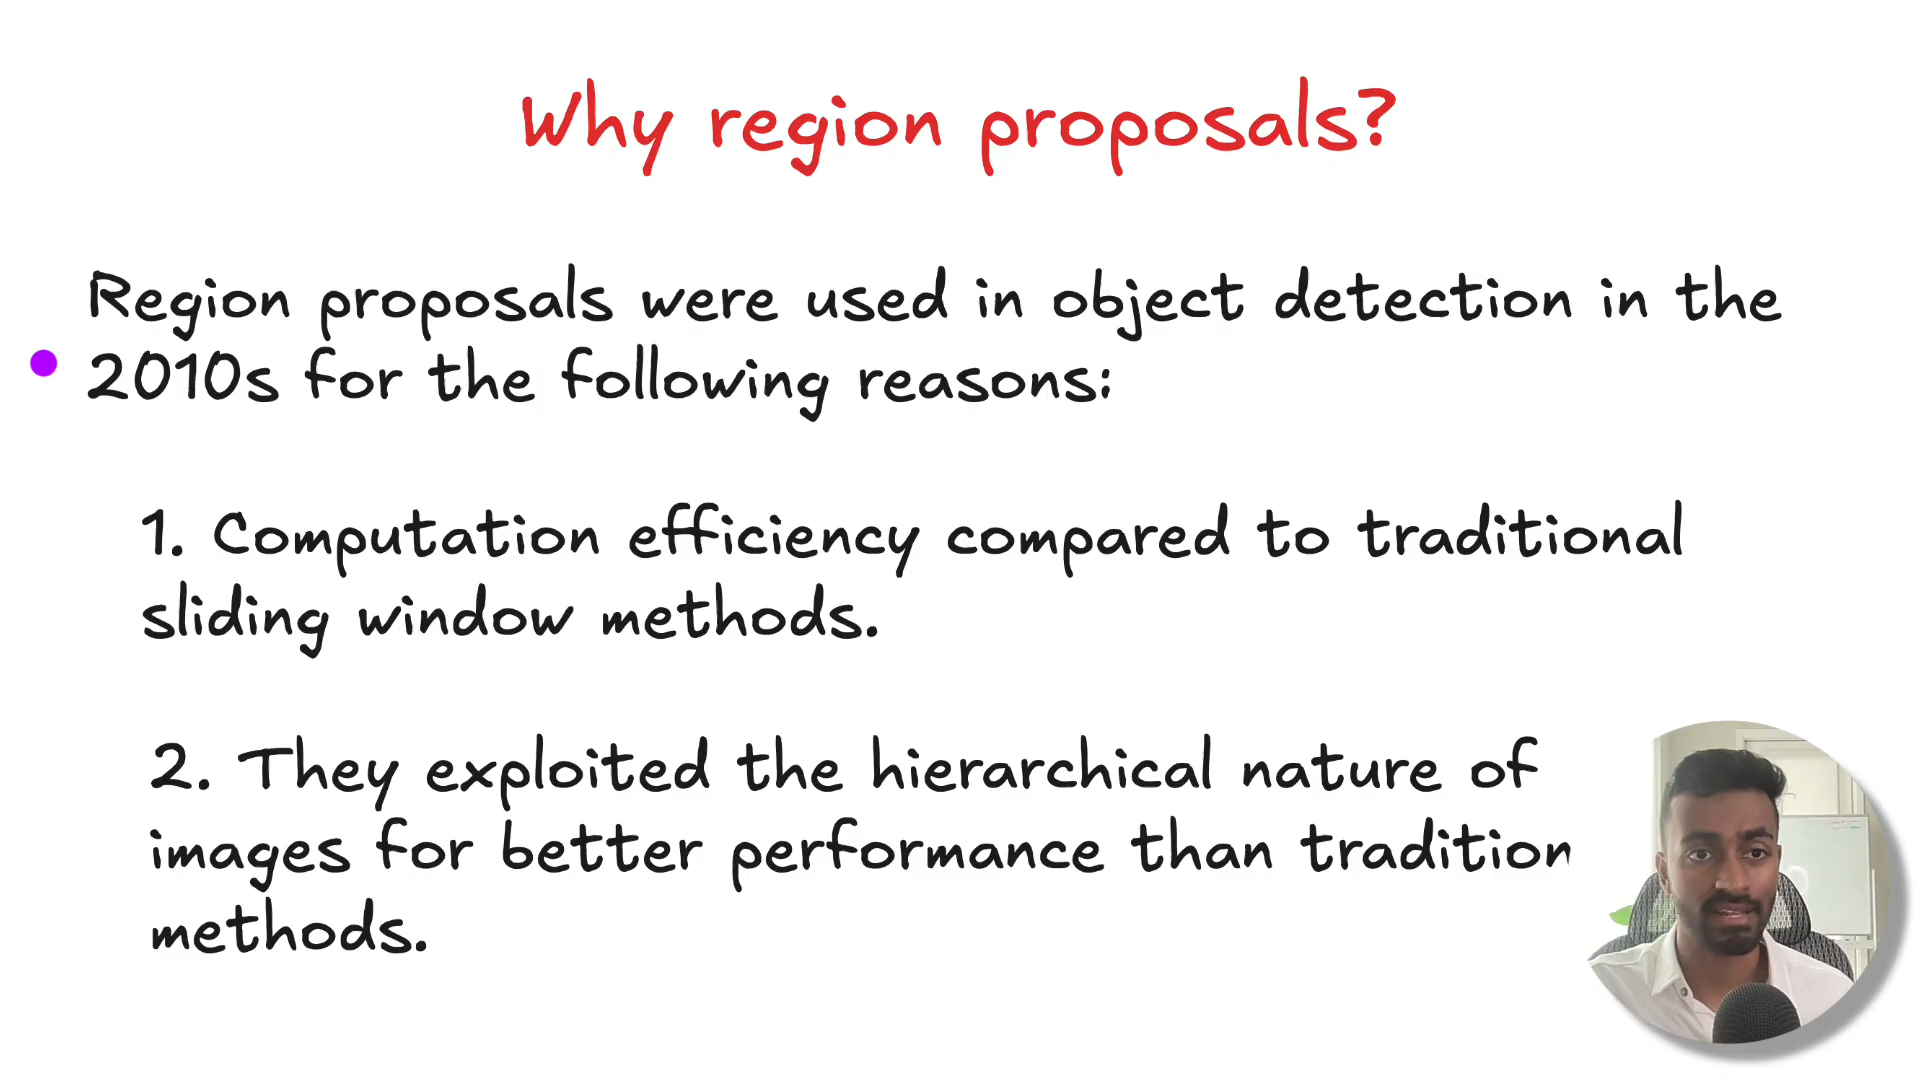 Why region proposals?
Region proposals were used in object detection in the
2010s for the following reasons:
1. Computation efficiency compared to traditional
sliding window methods.
2. They exploited the hierarchical nature of
images for better performance than tradition
methods.